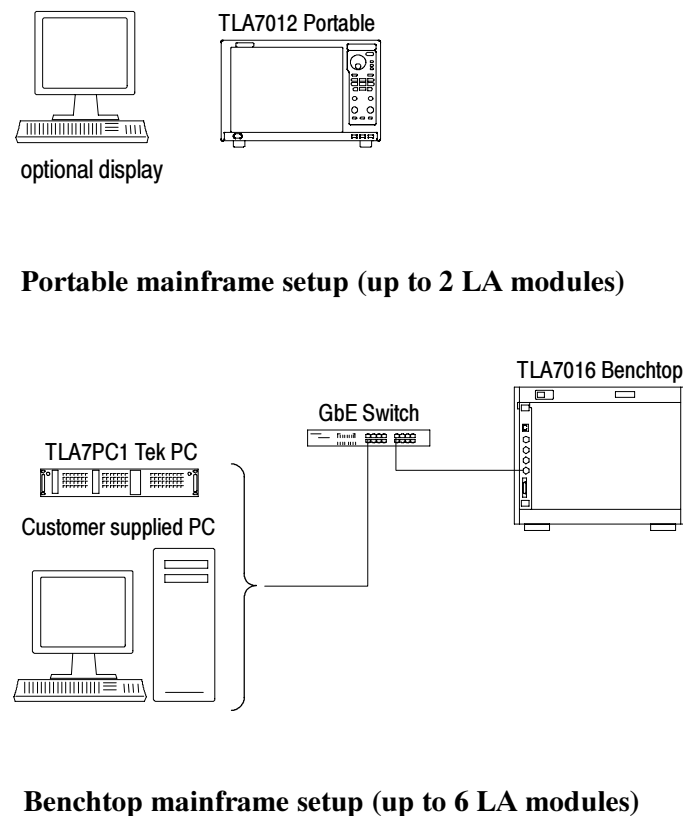 TLA7012 Portable
optional display
Portable mainframe setup (up to 2 LA modules)
TLA7016 Benchtop
GbE Switch
TLA7PC1 Tek PC
Customer supplied PC
Benchtop mainframe setup (up to 6 LA modules)